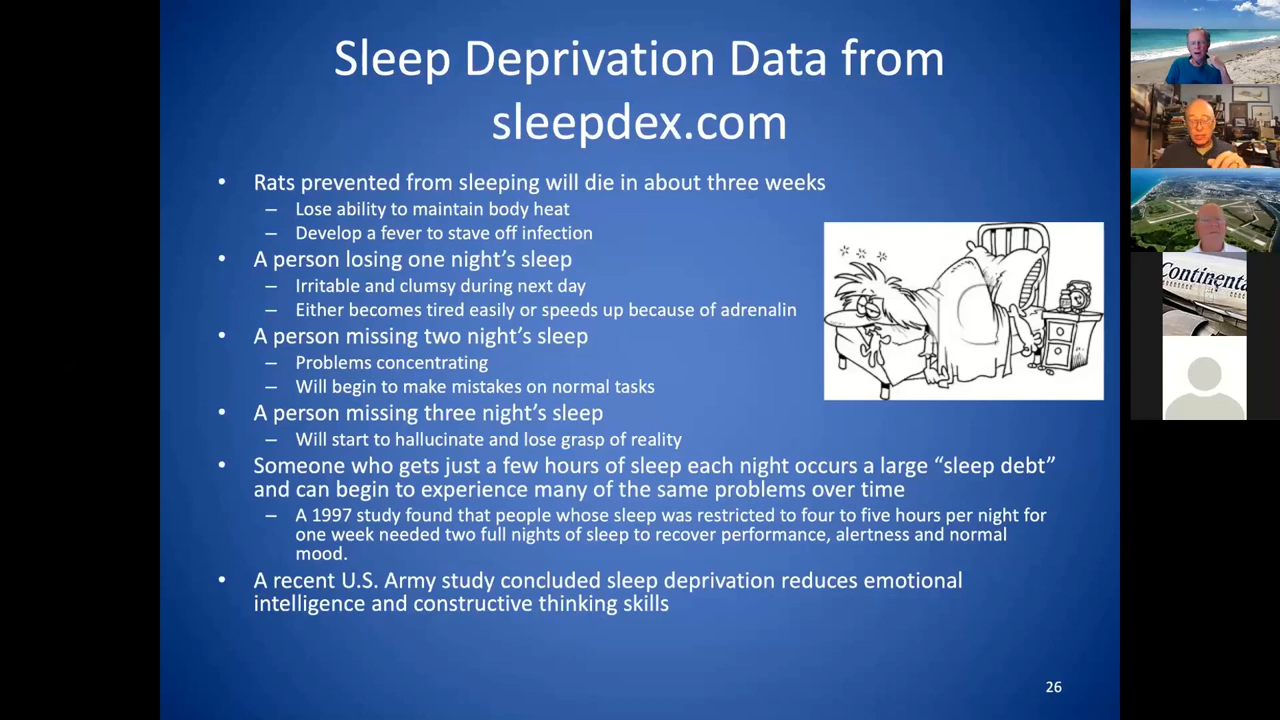 Sleep Deprivation Data from
sleepdex.com
• Rats prevented from sleeping will die in about three weeks
– Lose ability to maintain body heat
– Develop a fever to stave off infection
• A person losing one night’s sleep
– Irritable and clumsy during next day
– Either becomes tired easily or speeds up because of adrenalin
• A person missing two night’s sleep
– Problems concentrating
– Will begin to make mistakes on normal tasks
• A person missing three night’s sleep
– Will start to hallucinate and lose grasp of reality
• Someone who gets just a few hours of sleep each night occurs a large “sleep debt”
and can begin to experience many of the same problems over time
– A 1997 study found that people whose sleep was restricted to four to five hours per night for
one week needed two full nights of sleep to recover performance, alertness and normal
mood.
• A recent U.S. Army study concluded sleep deprivation reduces emotional
intelligence and constructive thinking skills
26
Continenta